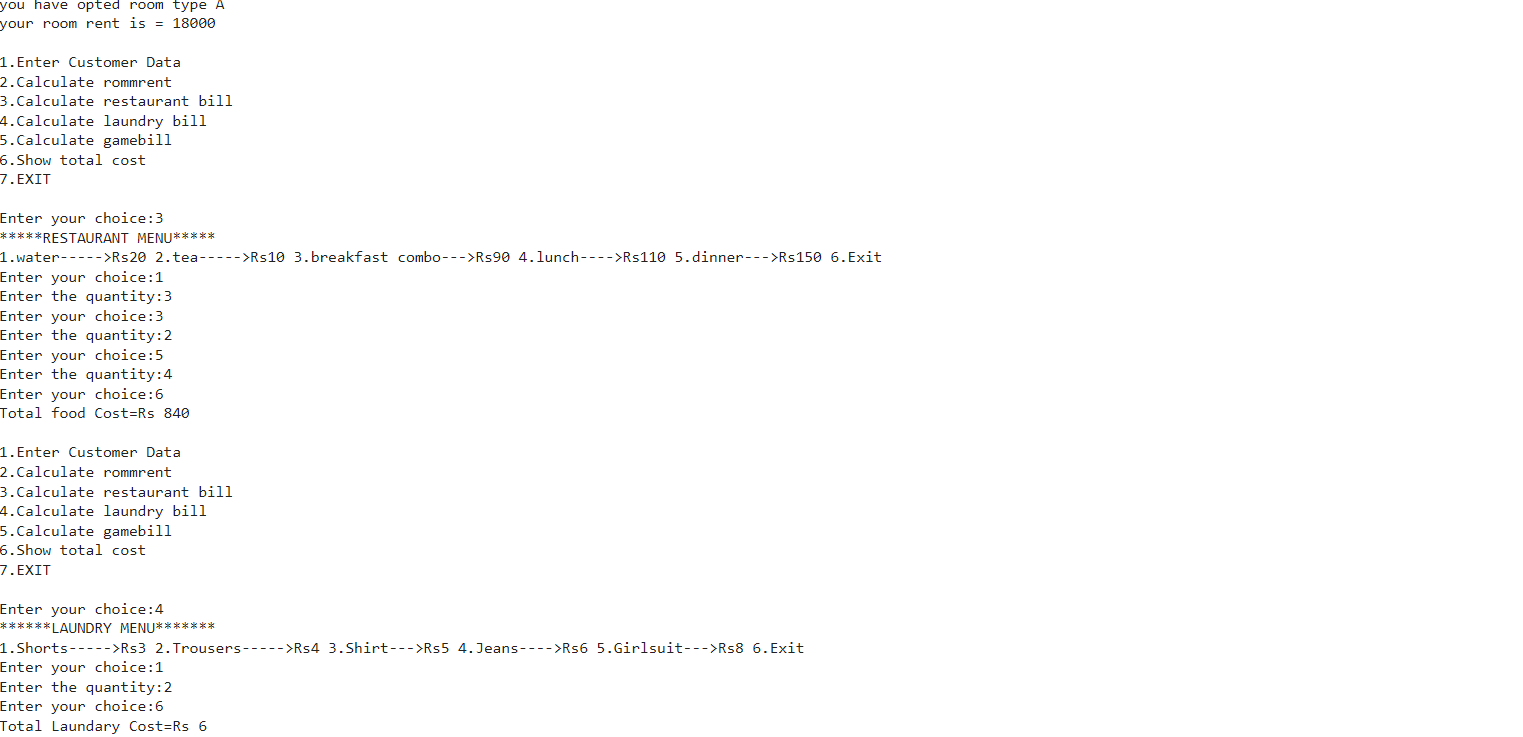 you have opted room type A
your room rent is = 18000
1.Enter Customer Data
2.Calculate rommrent
3.Calculate restaurant bill
4.Calculate laundry bill
5.Calculate gamebill
6.Show total cost
7.EXIT
Enter your choice:3
*****RESTAURANT MENU*****
1.water----->Rs20 2.tea----->Rs10 3.breakfast combo--->Rs90 4.lunch---->Rs110 5.dinner--->Rs150 6.Exit
Enter your choice:1
Enter the quantity:3
Enter your choice:3
Enter the quantity:2
Enter your choice:5
Enter the quantity:4
Enter your choice:6
Total food Cost=Rs 840
1.Enter Customer Data
2.Calculate rommrent
3.Calculate restaurant bill
4.Calculate laundry bill
5.Calculate gamebill
6.Show total cost
7.EXIT
Enter your choice:4
******LAUNDRY MENU*******
1.Shorts----->Rs3 2.Trousers----->Rs4 3.Shirt--->Rs5 4.Jeans---->Rs6 5.Girlsuit--->Rs8 6.Exit
Enter your choice:1
Enter the quantity:2
Enter your choice:6
Total Laundary Cost=Rs 6